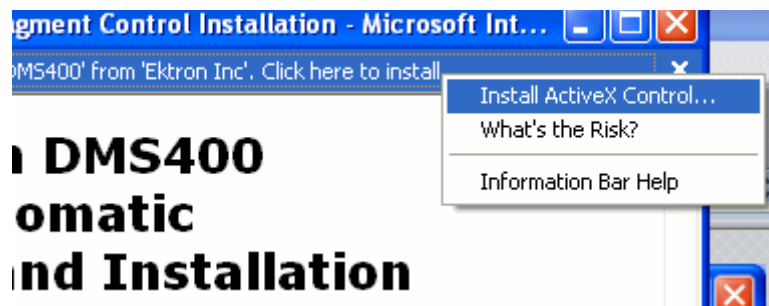 gment Control Installation - Microsoft Int...
DMS400' from 'Ektron Inc'. Click here to install
Install ActiveX Control...
What's the Risk?
Information Bar Help
DMS400
omatic
nd Installation